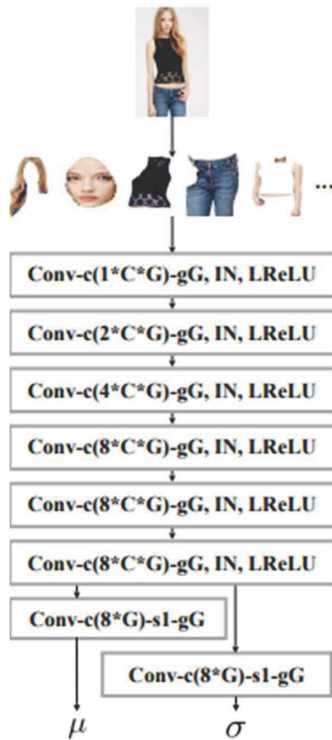 ...
Conv-c(1*C*G)-gG, IN, LReLU
Conv-c(2*C*G)-gG, IN, LReLU
Conv-c(4*C*G)-gG, IN, LReLU
Conv-c(8*C*G)-gG, IN, LReLU
Conv-c(8*C*G)-gG, IN, LReLU
Conv-c(8*C*G)-gG, IN, LReLU
Conv-c(8*G)-s1-gG
Conv-c(8*G)-s1-gG
μ σ